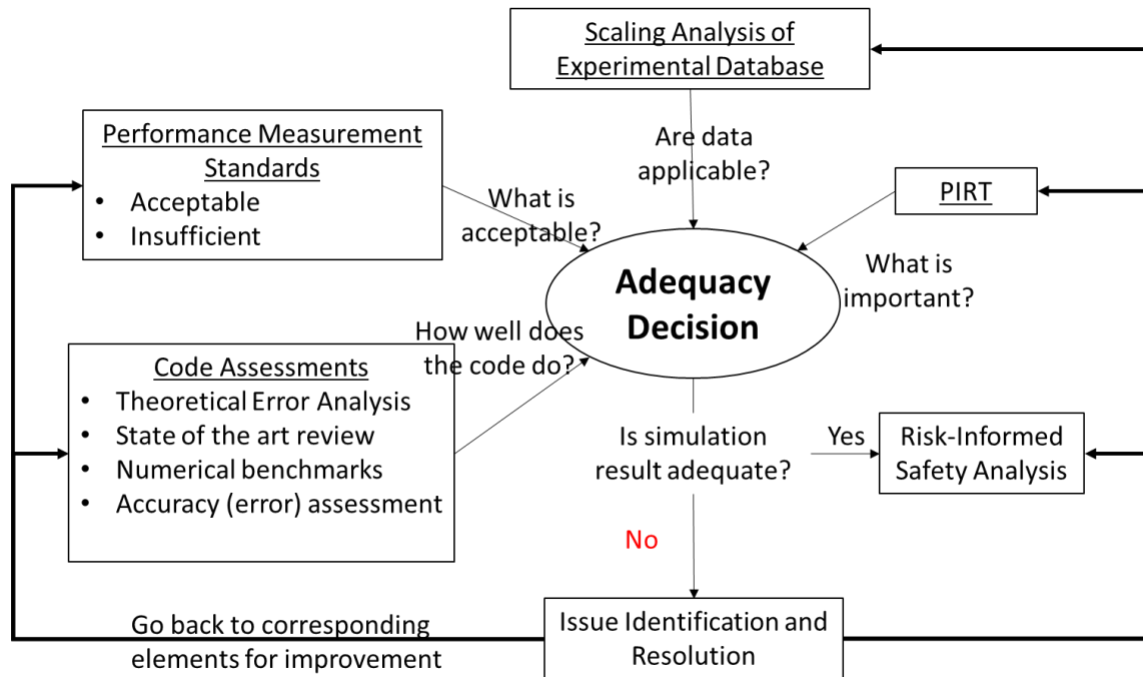 Scaling Analysis of
Experimental Database
Performance Measurement
Standards
• Acceptable
• Insufficient
Are data
applicable?
What is
acceptable?
PIRT
What is
important?
Adequacy
Decision
How well does
the code do?
Code Assessments
• Theoretical Error Analysis
• State of the art review
• Numerical benchmarks
• Accuracy (error) assessment
Is simulation
result adequate?
Yes
Risk-Informed
Safety Analysis
No
Go back to corresponding
elements for improvement
Issue Identification and
Resolution